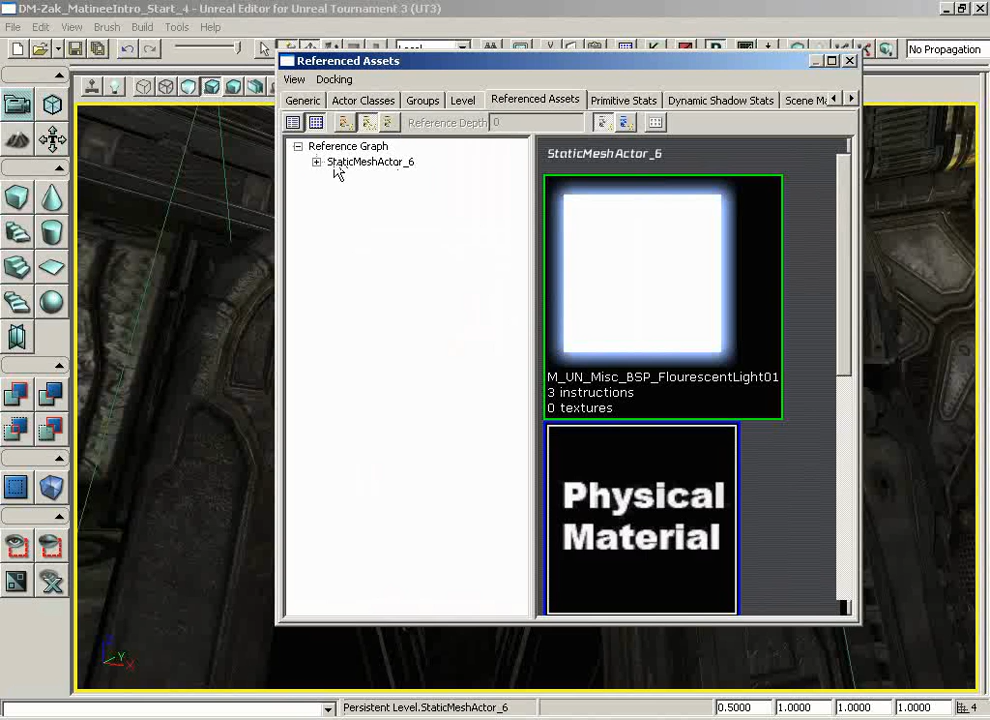 DM-Zak_MatineeIntro_Start_4 - Unreal Editor for Unreal Tournament 3 (UT3)
File Edit View Brush Build Tools Help
No Propagation
Referenced Assets
View Docking
Generic Actor Classes Groups Level Referenced Assets Primitive Stats Dynamic Shadow Stats
Reference Depth 0
Reference Graph
StaticMeshActor_6
StaticMeshActor_6
M_UN_Misc_BSP_FlourescentLight01
3 instructions
0 textures
Physical
Material
Y
X
Persistent Level.StaticMeshActor_6 0.5000 1.0000 1.0000 1.0000 4